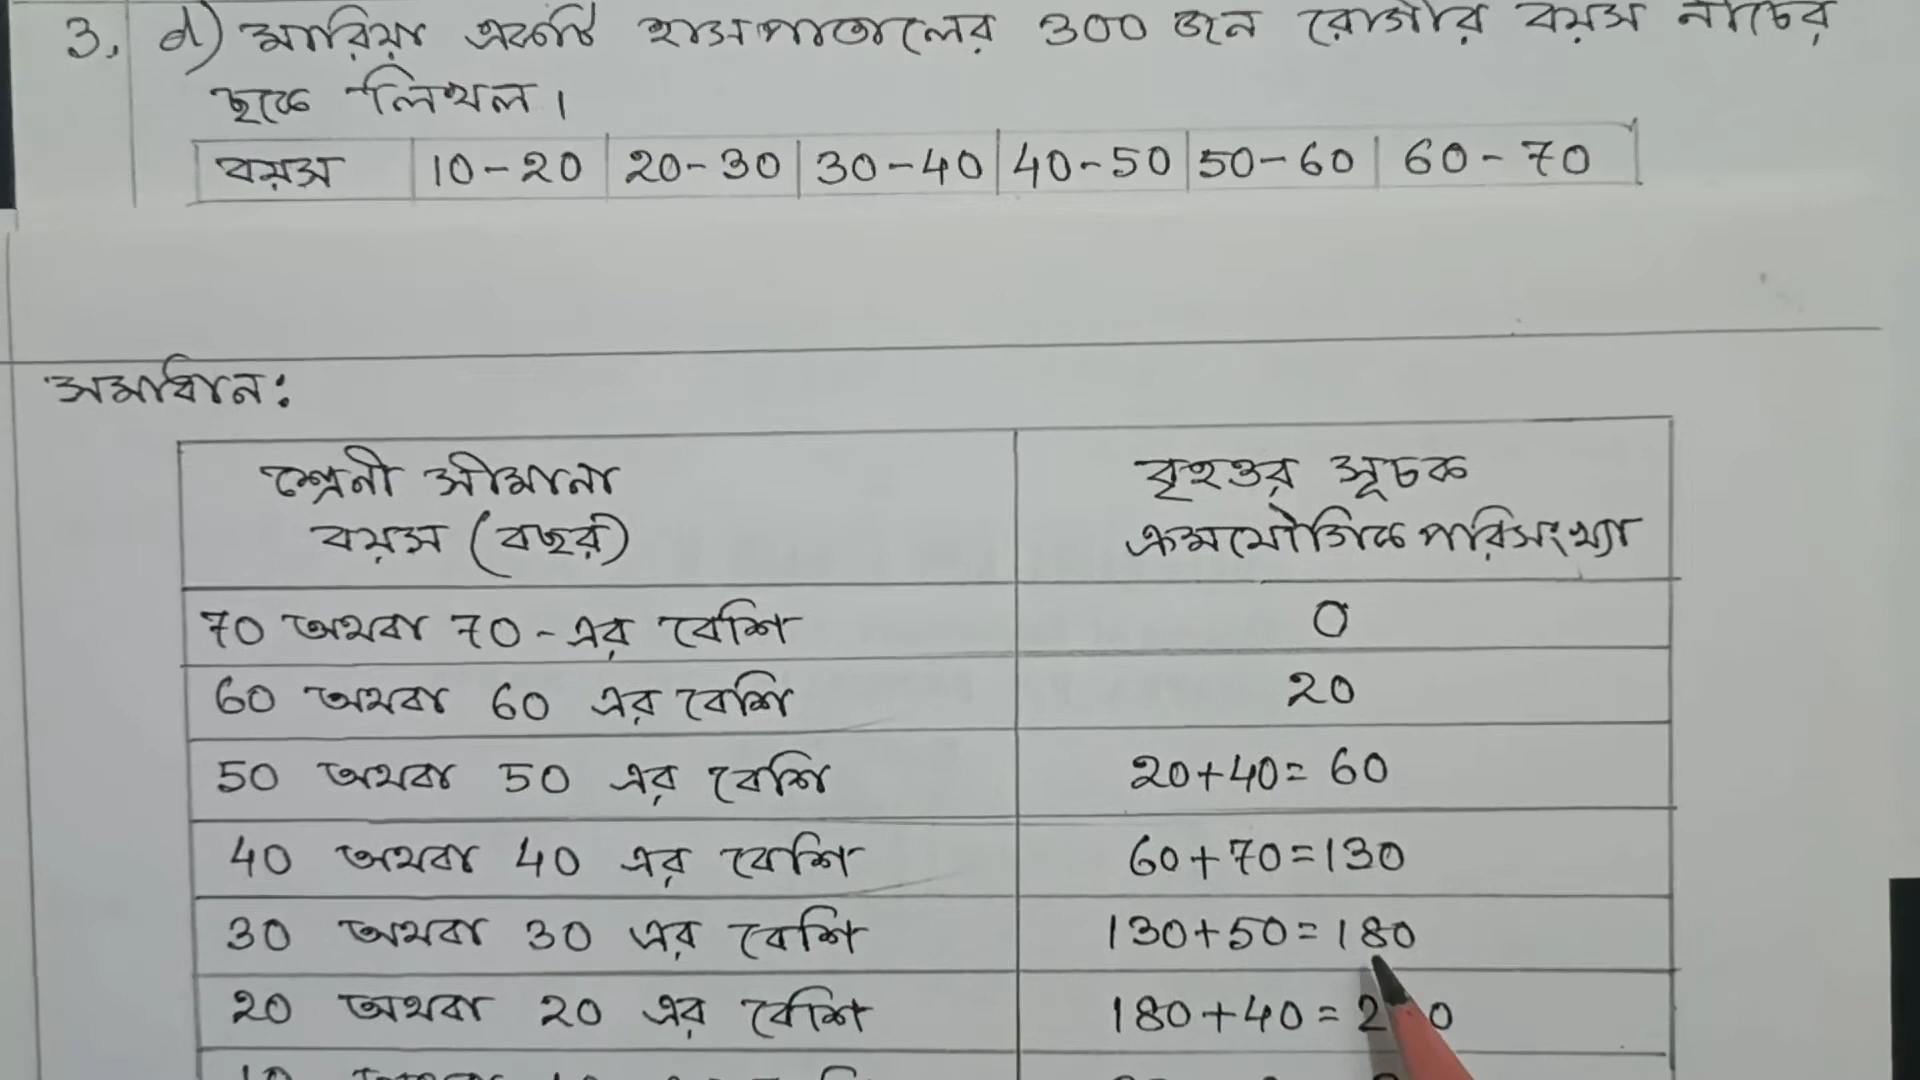 3. d) মারিয়া একটি হাসপাতালের 300 জন রোগীর বয়স নীচের
ছকে লিখল।
বয়স 10-20 20-30 30-40 40-50 50-60 60-70
সমাধান:
শ্রেনী সীমানা বয়স (বছর) বৃহত্তর সূচক ক্রমযৌগিক পরিসংখ্যা
70 অথবা 70-এর বেশি 0
60 অথবা 60 এর বেশি 20
50 অথবা 50 এর বেশি 20+40=60
40 অথবা 40 এর বেশি 60+70=130
30 অথবা 30 এর বেশি 130+50=180
20 অথবা 20 এর বেশি 180+40=